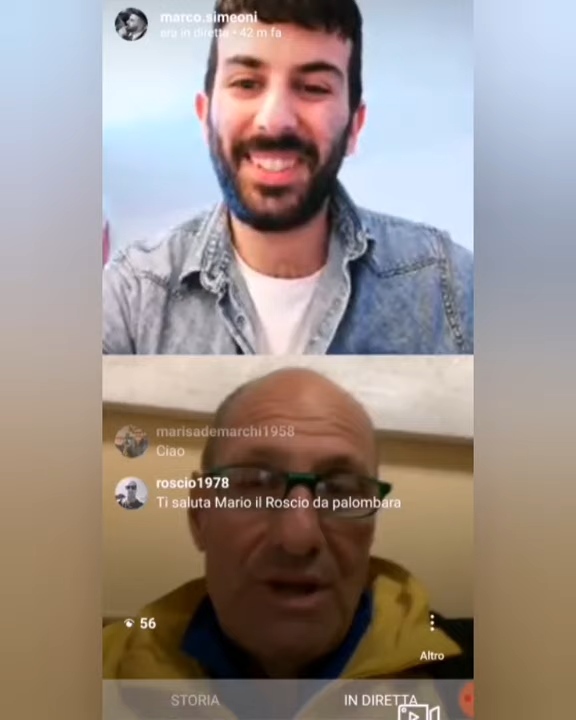 marco.simeoni
era in diretta • 42 m fa
marisademarchi1958
Ciao
roscio1978
Ti saluta Mario il Roscio da palombara
56
Altro
STORIA
IN DIRETTA